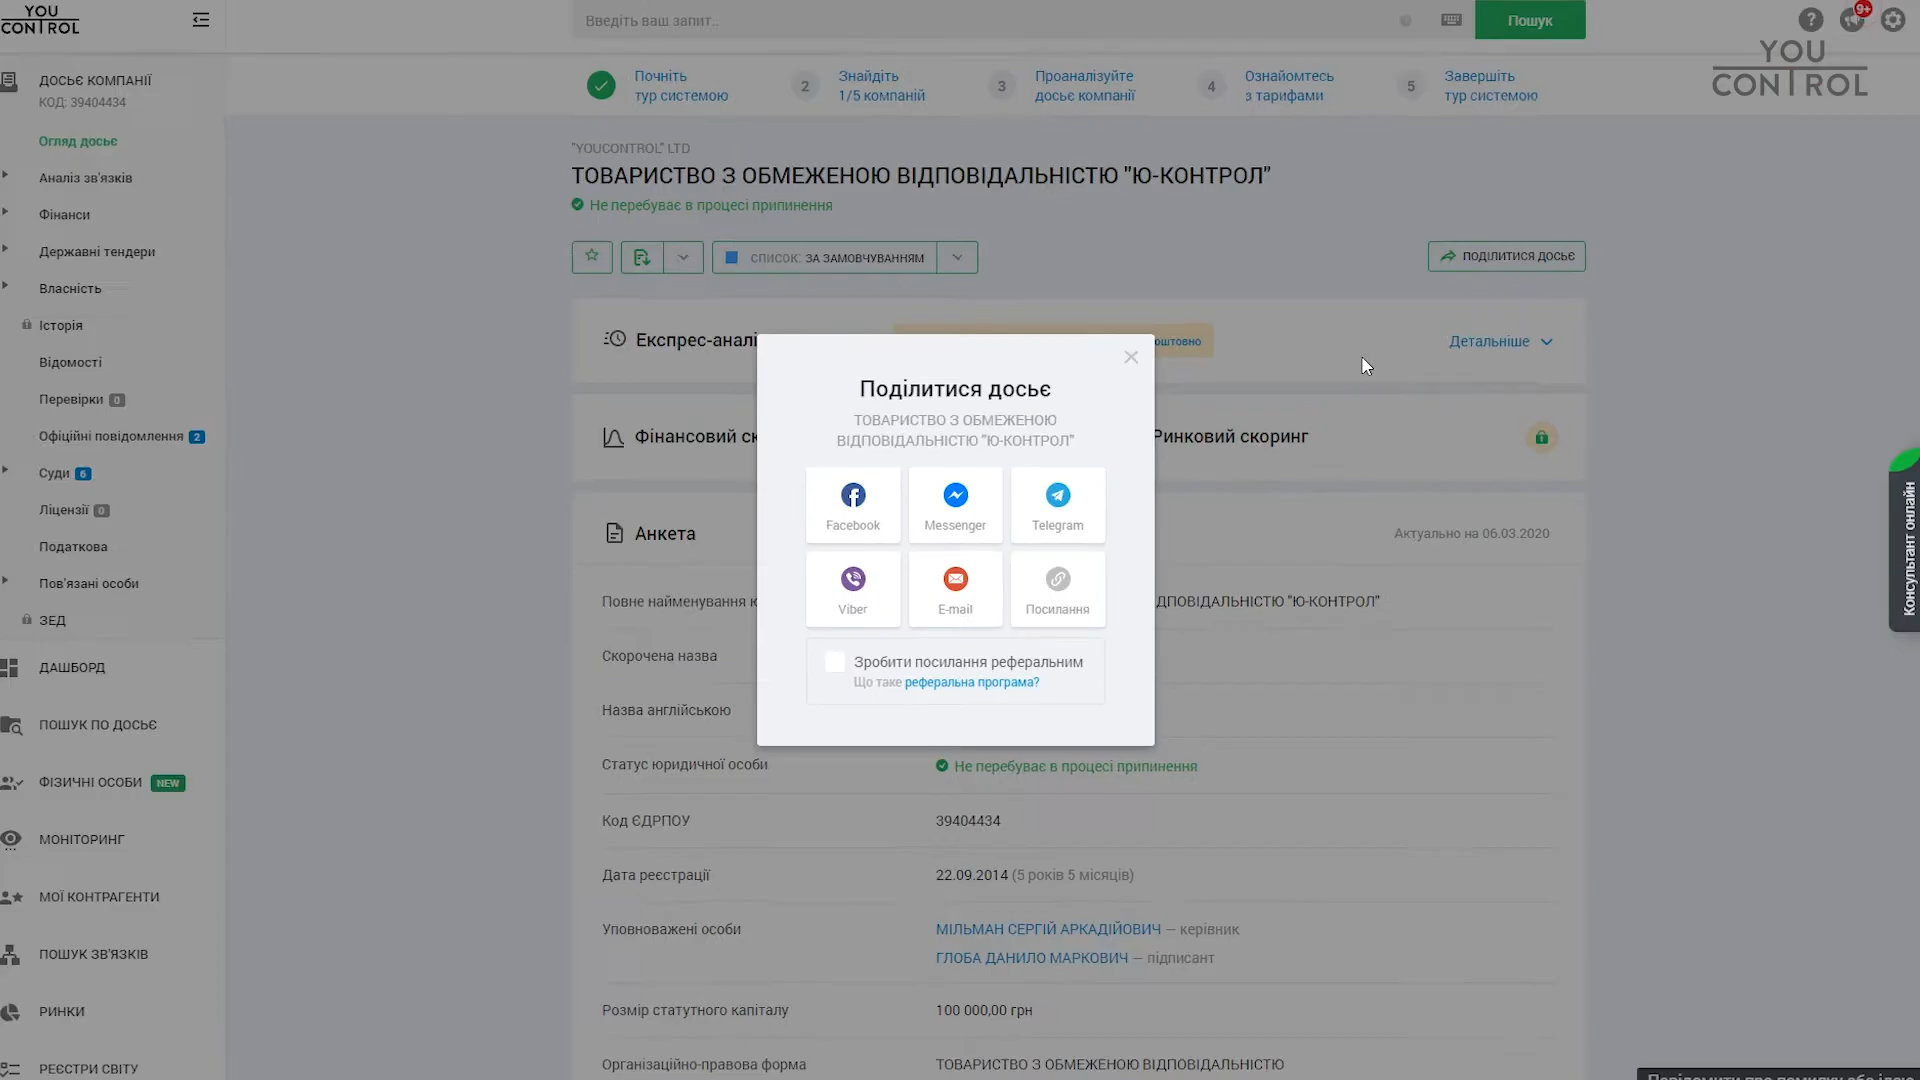 YOU
CONTROL
Введіть ваш запит..
Пошук
?
9+
YOU
CONTROL
ДОСЬЄ КОМПАНІЇ
КОД: 39404434
Огляд досьє
Аналіз зв'язків
Фінанси
Державні тендери
Власність
Історія
Відомості
Перевірки 0
Офіційні повідомлення 2
Суди 6
Ліцензії 0
Податкова
Пов'язані особи
ЗЕД
ДАШБОРД
ПОШУК ПО ДОСЬЄ
ФІЗИЧНІ ОСОБИ NEW
МОНІТОРИНГ
МОЇ КОНТРАГЕНТИ
ПОШУК ЗВ'ЯЗКІВ
РИНКИ
РЕЄСТРИ СВІТУ
Почніть
тур системою
2 Знайдіть
1/5 компаній
3 Проаналізуйте
досьє компанії
4 Ознайомтесь
з тарифами
5 Завершіть
тур системою
"YOUCONTROL" LTD
ТОВАРИСТВО З ОБМЕЖЕНОЮ ВІДПОВІДАЛЬНІСТЮ "Ю-КОНТРОЛ"
Не перебуває в процесі припинення
СПИСОК: ЗА ЗАМОВЧУВАННЯМ
ПОДІЛИТИСЯ ДОСЬЄ
Експрес-аналі
оштовно
Детальніше
Фінансовий ск
Ринковий скоринг
Анкета
Актуально на 06.03.2020
Повне найменування ю
ДПОВІДАЛЬНІСТЮ "Ю-КОНТРОЛ"
Скорочена назва
Назва англійською
Статус юридичної особи
Не перебуває в процесі припинення
Код ЄДРПОУ
39404434
Дата реєстрації
22.09.2014 (5 років 5 місяців)
Уповноважені особи
МІЛЬМАН СЕРГІЙ АРКАДІЙОВИЧ — керівник
ГЛОБА ДАНИЛО МАРКОВИЧ — підписант
Розмір статутного капіталу
100 000,00 грн
Організаційно-правова форма
ТОВАРИСТВО З ОБМЕЖЕНОЮ ВІДПОВІДАЛЬНІСТЮ
Поділитися досьє
ТОВАРИСТВО З ОБМЕЖЕНОЮ
ВІДПОВІДАЛЬНІСТЮ "Ю-КОНТРОЛ"
Facebook
Messenger
Telegram
Viber
E-mail
Посилання
Зробити посилання реферальним
Що таке реферальна програма?
Консультант онлайн
Повідомити про помилку або ідею